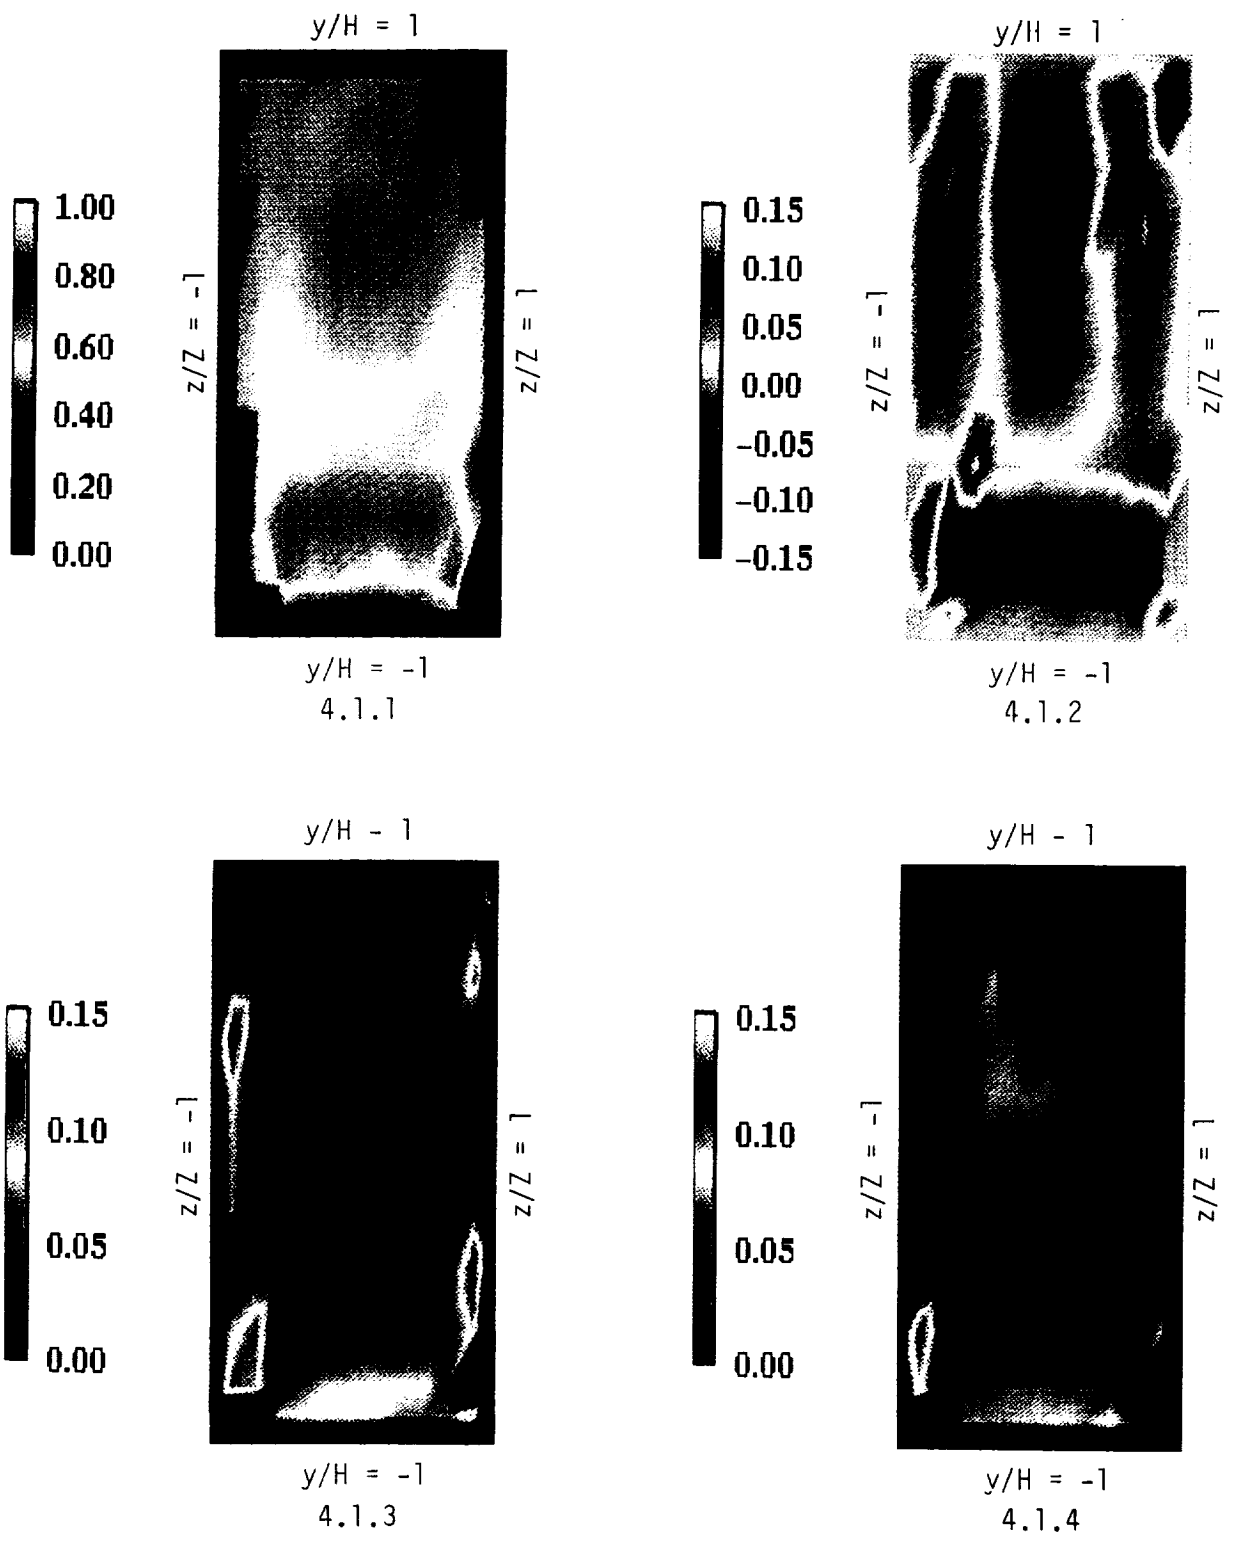 y/H = 1
1.00
0.80
0.60
0.40
0.20
0.00
z/Z = -1
z/Z = 1
y/H = -1
4.1.1
y/H = 1
0.15
0.10
0.05
0.00
-0.05
-0.10
-0.15
z/Z = -1
z/Z = 1
y/H = -1
4.1.2
y/H - 1
0.15
0.10
0.05
0.00
z/Z = -1
z/Z = 1
y/H = -1
4.1.3
y/H - 1
0.15
0.10
0.05
0.00
z/Z = -1
z/Z = 1
y/H = -1
4.1.4